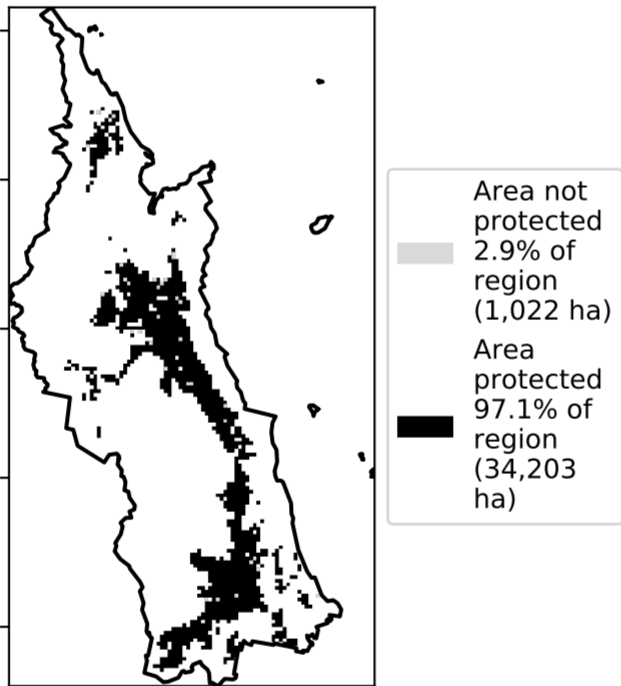 Area not
protected
2.9% of
region
(1,022 ha)
Area
protected
97.1% of
region
(34,203
ha)